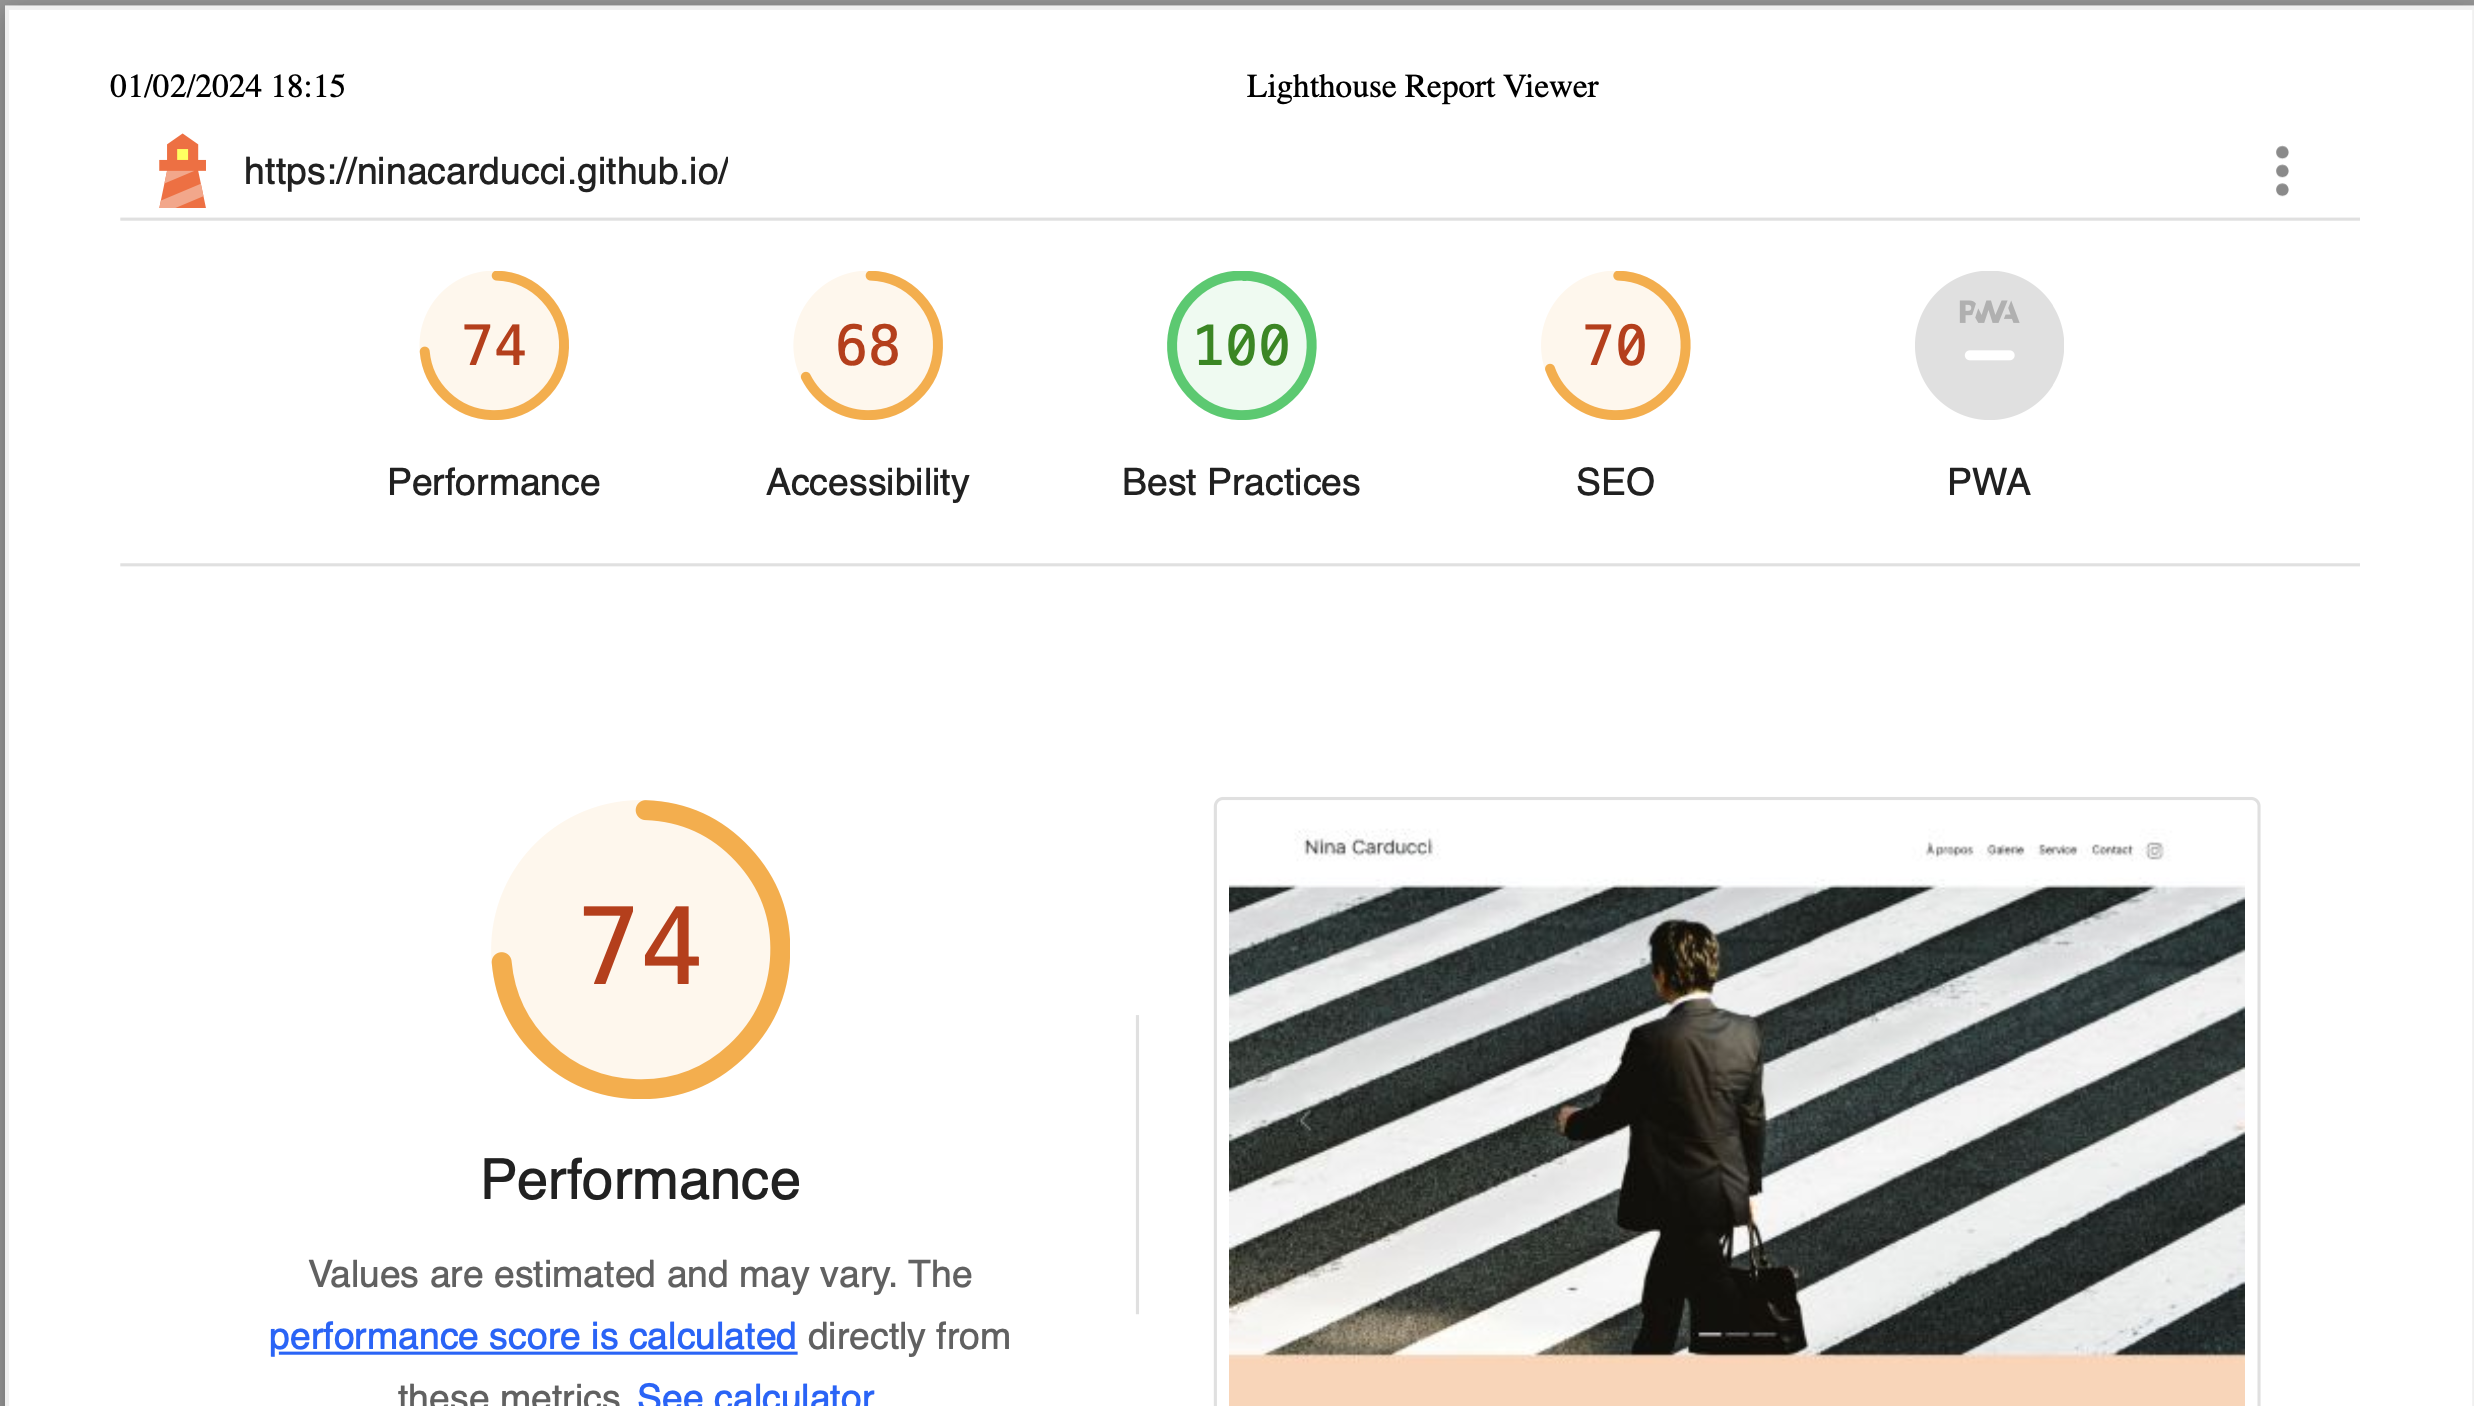 01/02/2024 18:15
Lighthouse Report Viewer
https://ninacarducci.github.io/
74
68
100
70
PWA
Performance
Accessibility
Best Practices
SEO
PWA
74
Performance
Values are estimated and may vary. The
performance score is calculated directly from
these metrics. See calculator
Nina Carducci
À propos
Galerie
Service
Contact